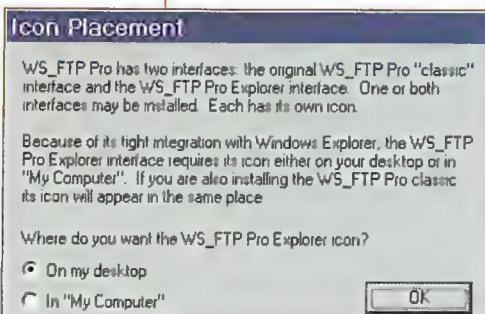 Icon Placement
WS_FTP Pro has two interfaces: the original WS_FTP Pro "classic"
interface and the WS_FTP Pro Explorer interface. One or both
interfaces may be installed. Each has its own icon.
Because of its tight integration with Windows Explorer, the WS_FTP
Pro Explorer interface requires its icon either on your desktop or in
"My Computer". If you are also installing the WS_FTP Pro classic
its icon will appear in the same place
Where do you want the WS_FTP Pro Explorer icon?
On my desktop
In "My Computer"
OK